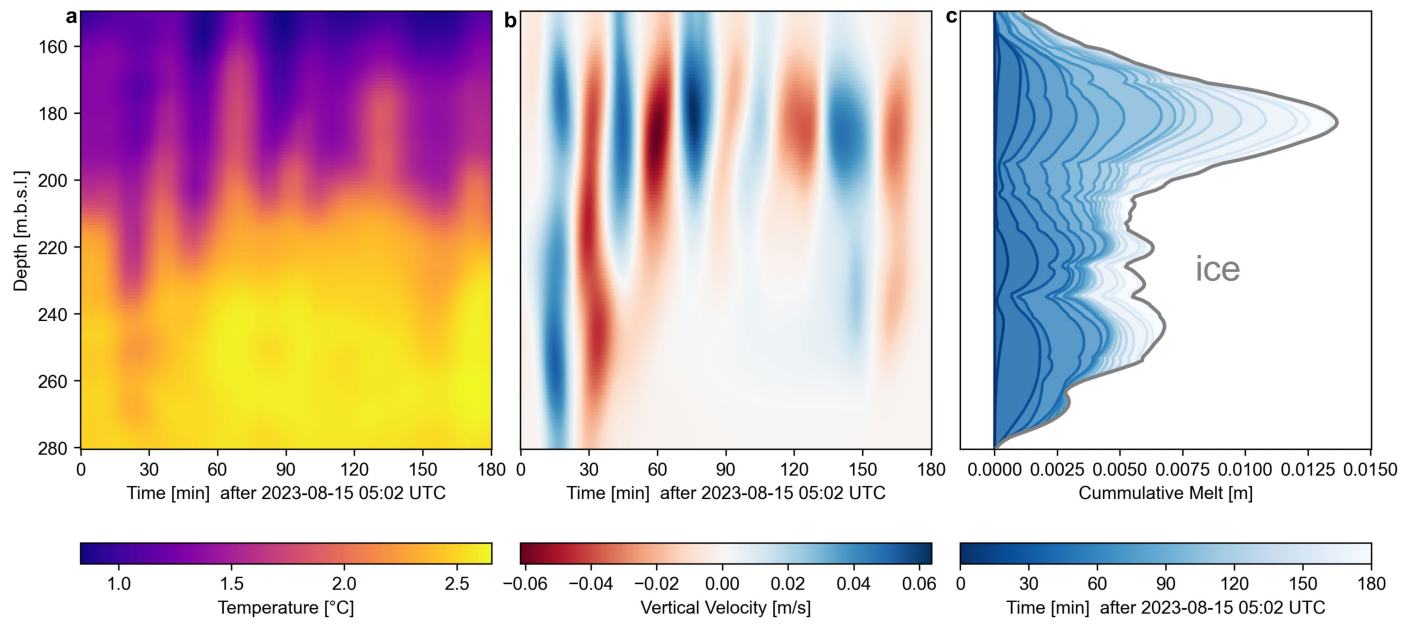 a
b
c
160
180
200
220
240
260
280
Depth [m.b.s.l.]
0 30 60 90 120 150 180
Time [min] after 2023-08-15 05:02 UTC
0 30 60 90 120 150 180
Time [min] after 2023-08-15 05:02 UTC
ice
0.0000 0.0025 0.0050 0.0075 0.0100 0.0125 0.0150
Cummulative Melt [m]
1.0 1.5 2.0 2.5
Temperature [°C]
−0.06 −0.04 −0.02 0.00 0.02 0.04 0.06
Vertical Velocity [m/s]
0 30 60 90 120 150 180
Time [min] after 2023-08-15 05:02 UTC